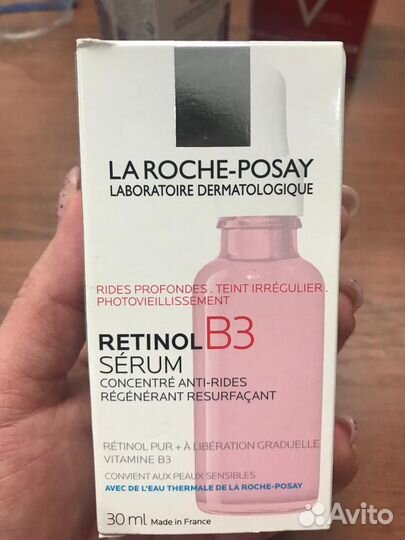 LA ROCHE-POSAY
LABORATOIRE DERMATOLOGIQUE
RIDES PROFONDES . TEINT IRRÉGULIER .
PHOTOVIEILLISSEMENT
RETINOL B3
SÉRUM
CONCENTRÉ ANTI-RIDES
RÉGÉNÉRANT RESURFAÇANT
RÉTINOL PUR + À LIBÉRATION GRADUELLE
VITAMINE B3
CONVIENT AUX PEAUX SENSIBLES
AVEC DE L'EAU THERMALE DE LA ROCHE-POSAY
30 ml Made in France
Avito